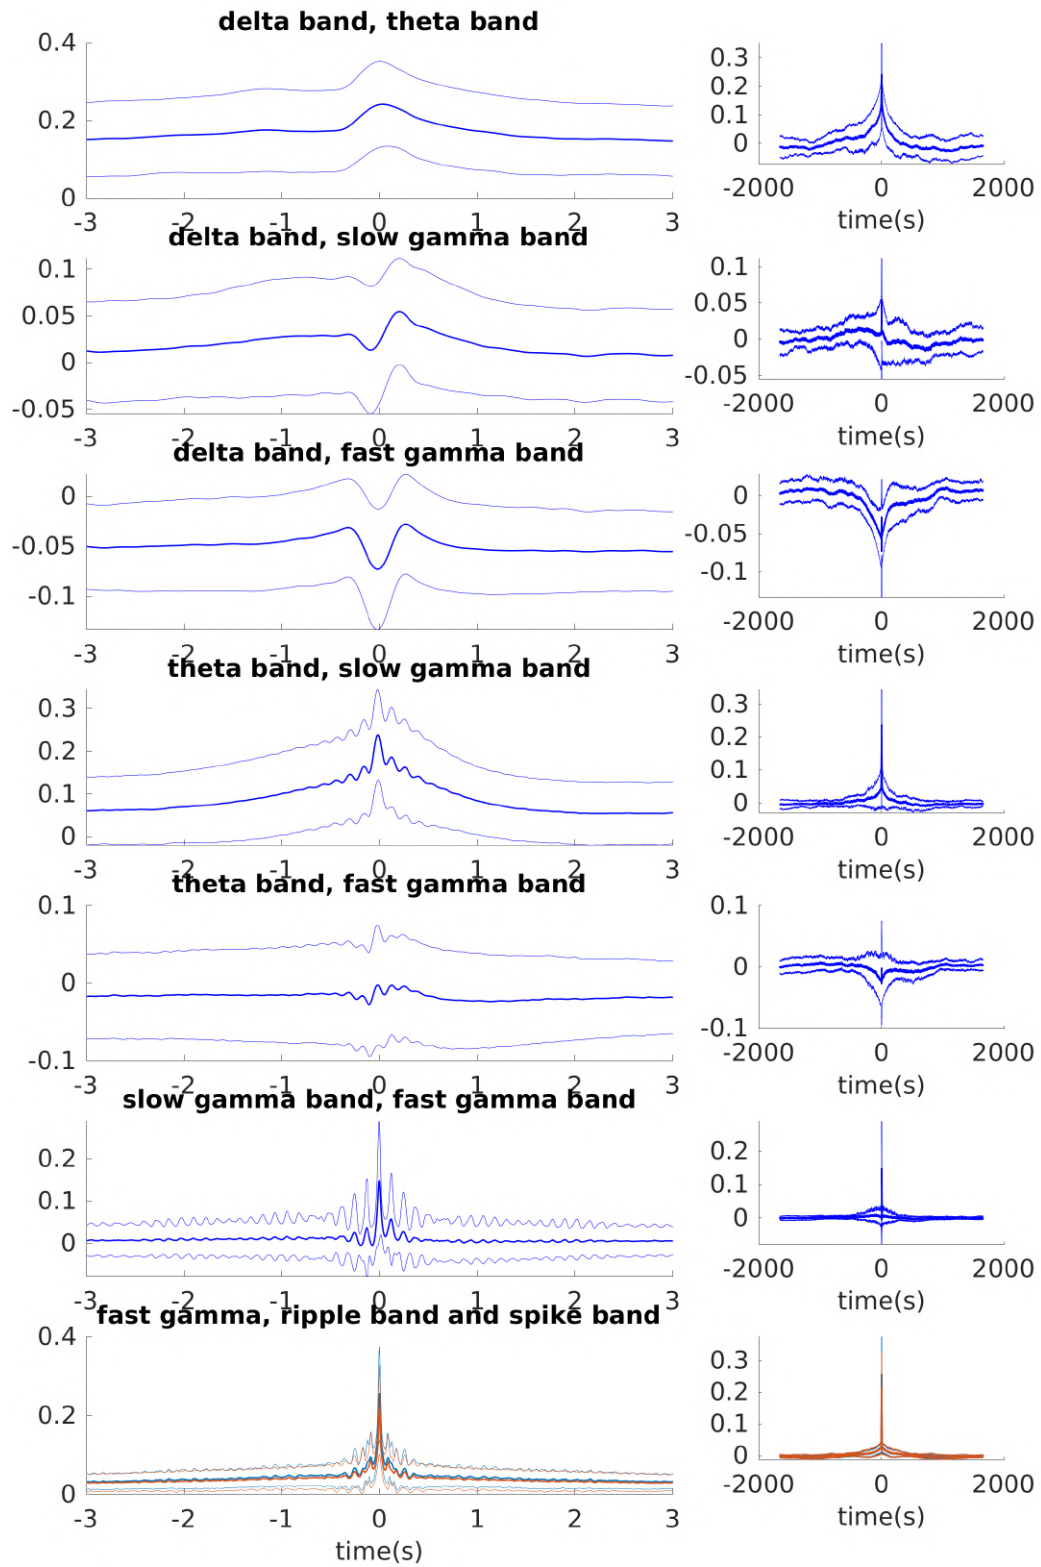 delta band, theta band
0.4
0.2
0
-3 -2 -1 0 1 2 3
0.3
0.2
0.1
0
-2000 0 2000
time(s)
delta band, slow gamma band
0.1
0.05
0
-0.05
-3 -2 -1 0 1 2 3
0.1
0.05
0
-0.05
-2000 0 2000
time(s)
delta band, fast gamma band
0
-0.05
-0.1
-3 -2 -1 0 1 2 3
0
-0.05
-0.1
-2000 0 2000
time(s)
theta band, slow gamma band
0.3
0.2
0.1
0
-3 -2 -1 0 1 2 3
0.3
0.2
0.1
0
-2000 0 2000
time(s)
theta band, fast gamma band
0.1
0
-0.1
-3 -2 -1 0 1 2 3
0.1
0
-0.1
-2000 0 2000
time(s)
slow gamma band, fast gamma band
0.2
0.1
0
-3 -2 -1 0 1 2 3
0.2
0.1
0
-2000 0 2000
time(s)
fast gamma, ripple band and spike band
0.4
0.2
0
-3 -2 -1 0 1 2 3
time(s)
0.3
0.2
0.1
0
-2000 0 2000
time(s)